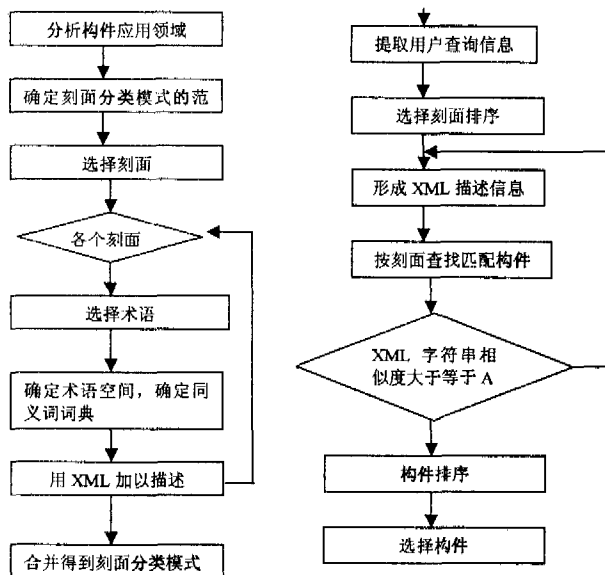 分析构件应用领域
确定刻面分类模式的范
选择刻面
各个刻面
选择术语
确定术语空间，确定同
义词词典
用 XML 加以描述
合并得到刻面分类模式
提取用户查询信息
选择刻面排序
形成 XML 描述信息
按刻面查找匹配构件
XML 字符串相
似度大于等于 A
构件排序
选择构件